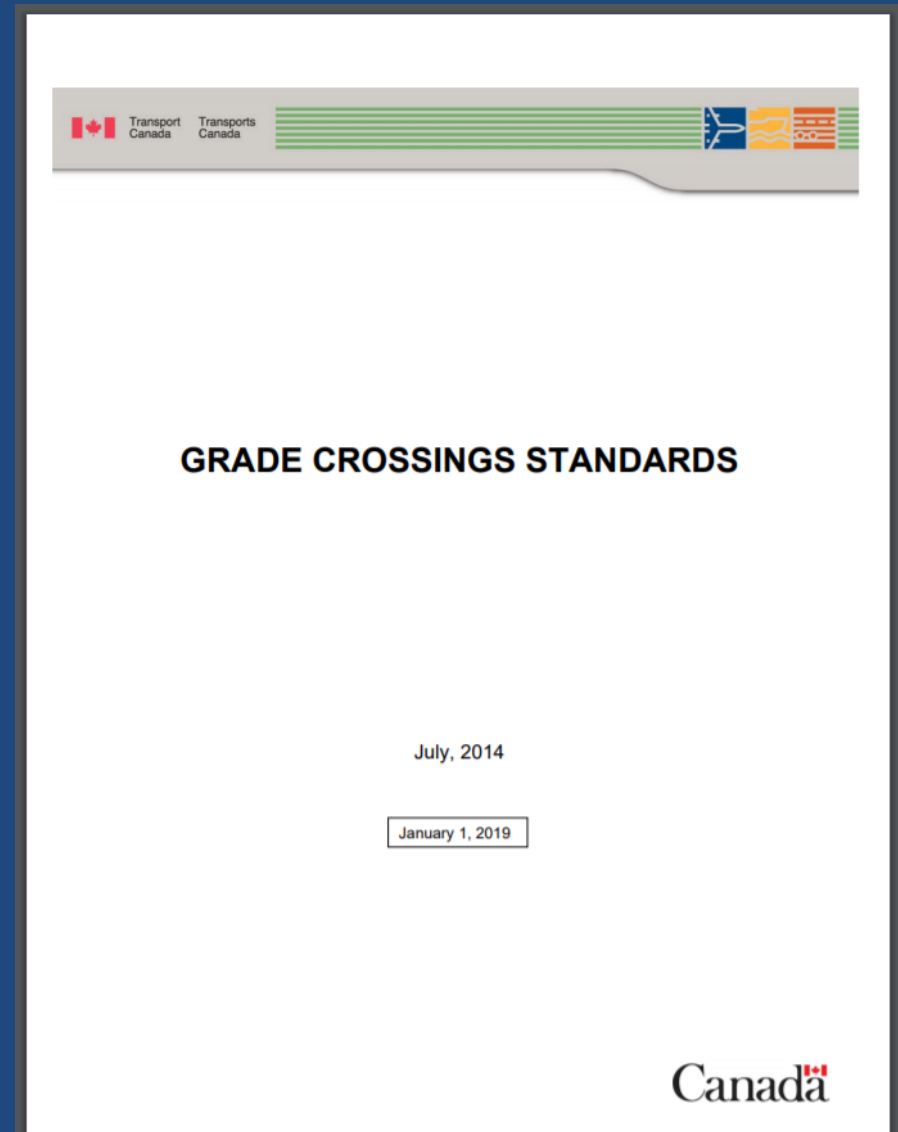 Transport Transports
Canada Canada
GRADE CROSSINGS STANDARDS
July, 2014
January 1, 2019
Canada